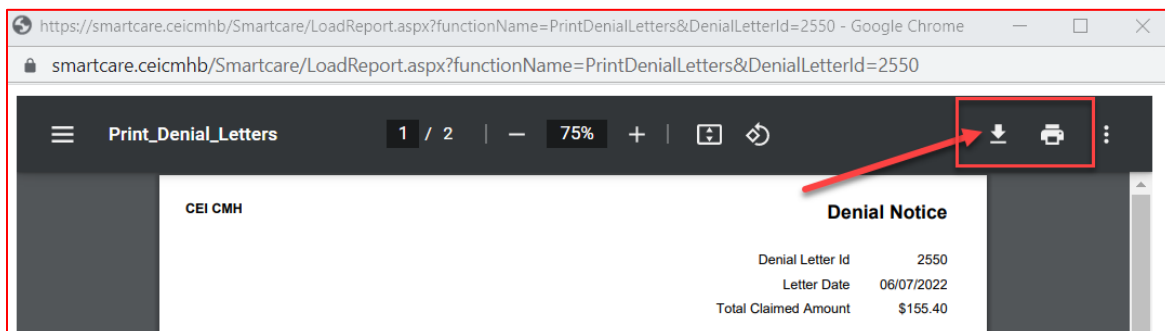 https://smartcare.ceicmhb/Smartcare/LoadReport.aspx?functionName=PrintDenialLetters&DenialLetterId=2550 - Google Chrome
smartcare.ceicmhb/Smartcare/LoadReport.aspx?functionName=PrintDenialLetters&DenialLetterId=2550
Print_Denial_Letters 1 / 2 | − 75% + |
CEI CMH Denial Notice
Denial Letter Id 2550
Letter Date 06/07/2022
Total Claimed Amount $155.40